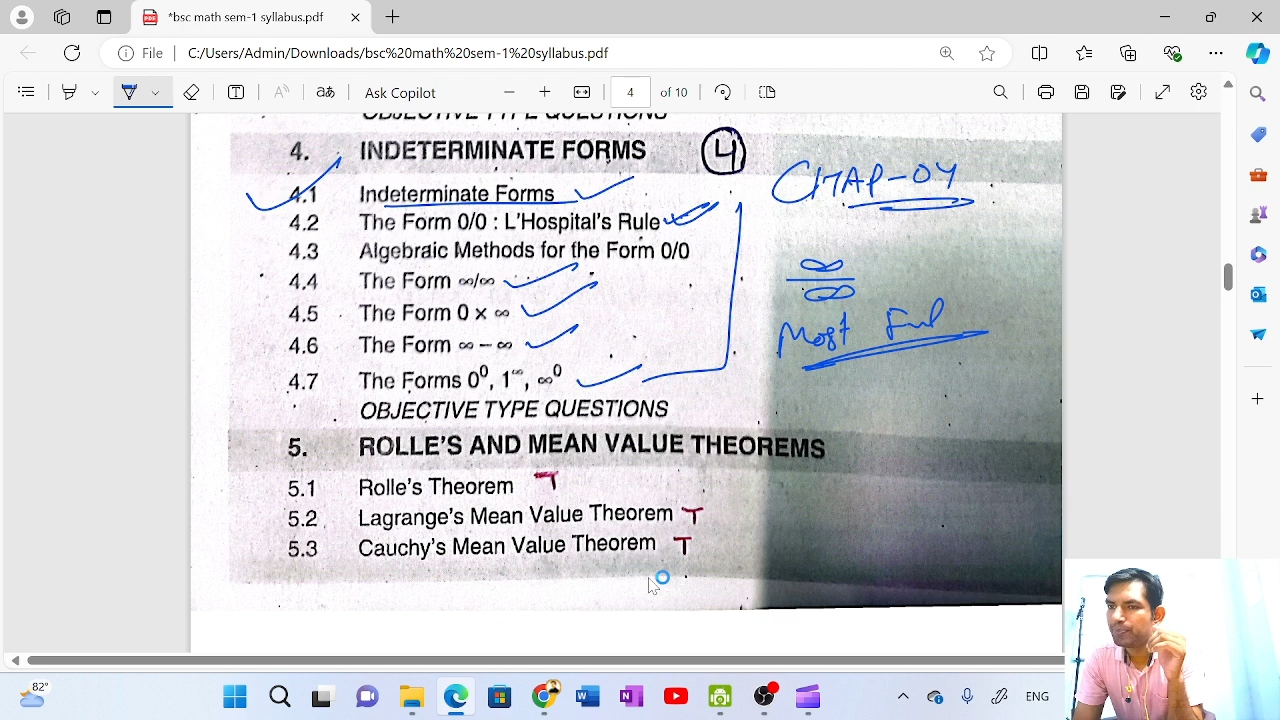 *bsc math sem-1 syllabus.pdf
File C:/Users/Admin/Downloads/bsc%20math%20sem-1%20syllabus.pdf
Ask Copilot 4 of 10
OBJECTIVE TYPE QUESTIONS
4. INDETERMINATE FORMS 4
CHAP-04
4.1 Indeterminate Forms
4.2 The Form 0/0 : L'Hospital's Rule
4.3 Algebraic Methods for the Form 0/0
4.4 The Form ∞/∞
∞/∞
4.5 The Form 0 × ∞
Most
4.6 The Form ∞ – ∞
4.7 The Forms 0⁰, 1^∞, ∞⁰
OBJECTIVE TYPE QUESTIONS
5. ROLLE'S AND MEAN VALUE THEOREMS
5.1 Rolle's Theorem T
5.2 Lagrange's Mean Value Theorem T
5.3 Cauchy's Mean Value Theorem T
82°
ENG